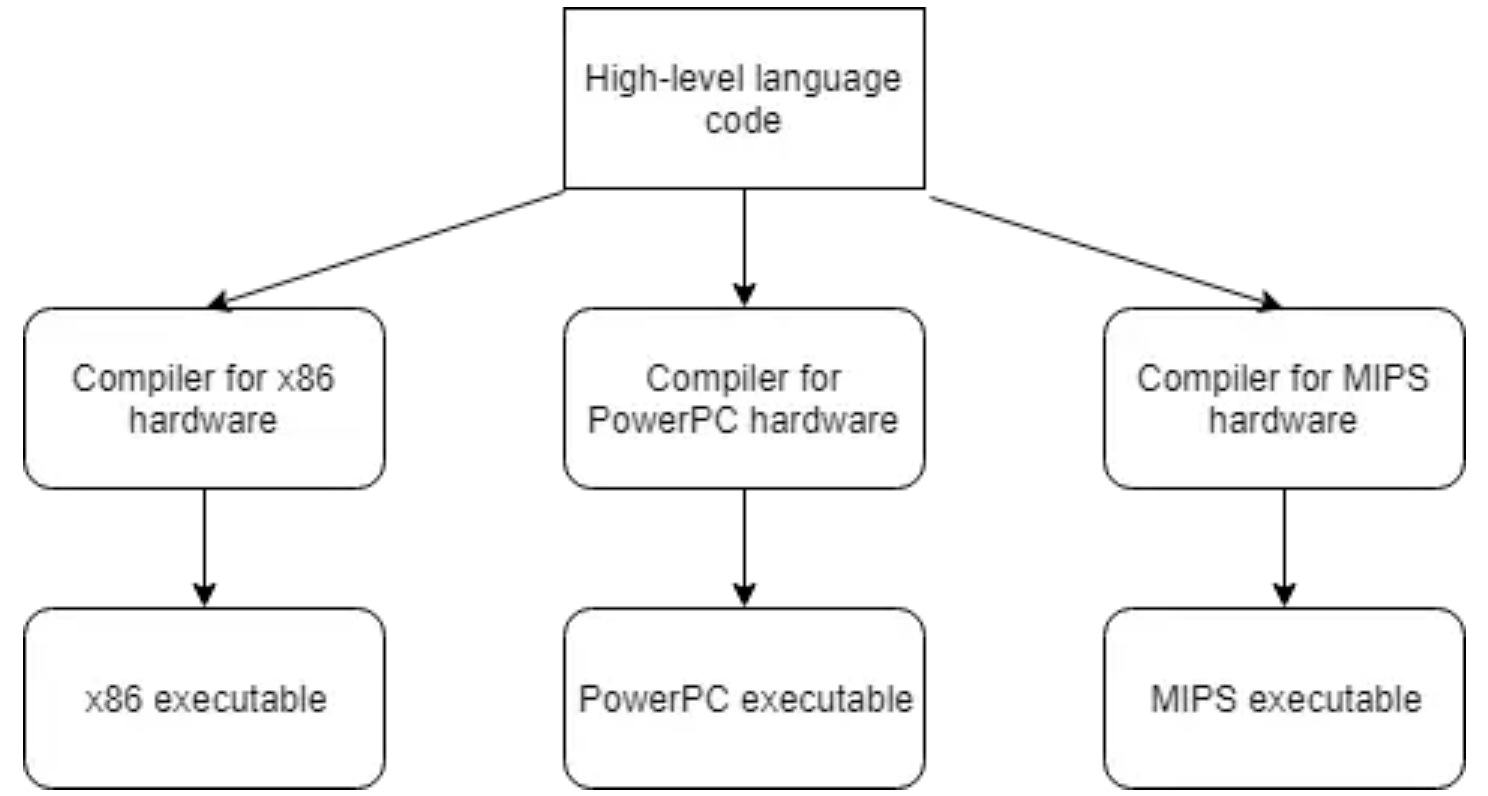 High-level language
code
Compiler for x86
hardware
Compiler for
PowerPC hardware
Compiler for MIPS
hardware
x86 executable
PowerPC executable
MIPS executable